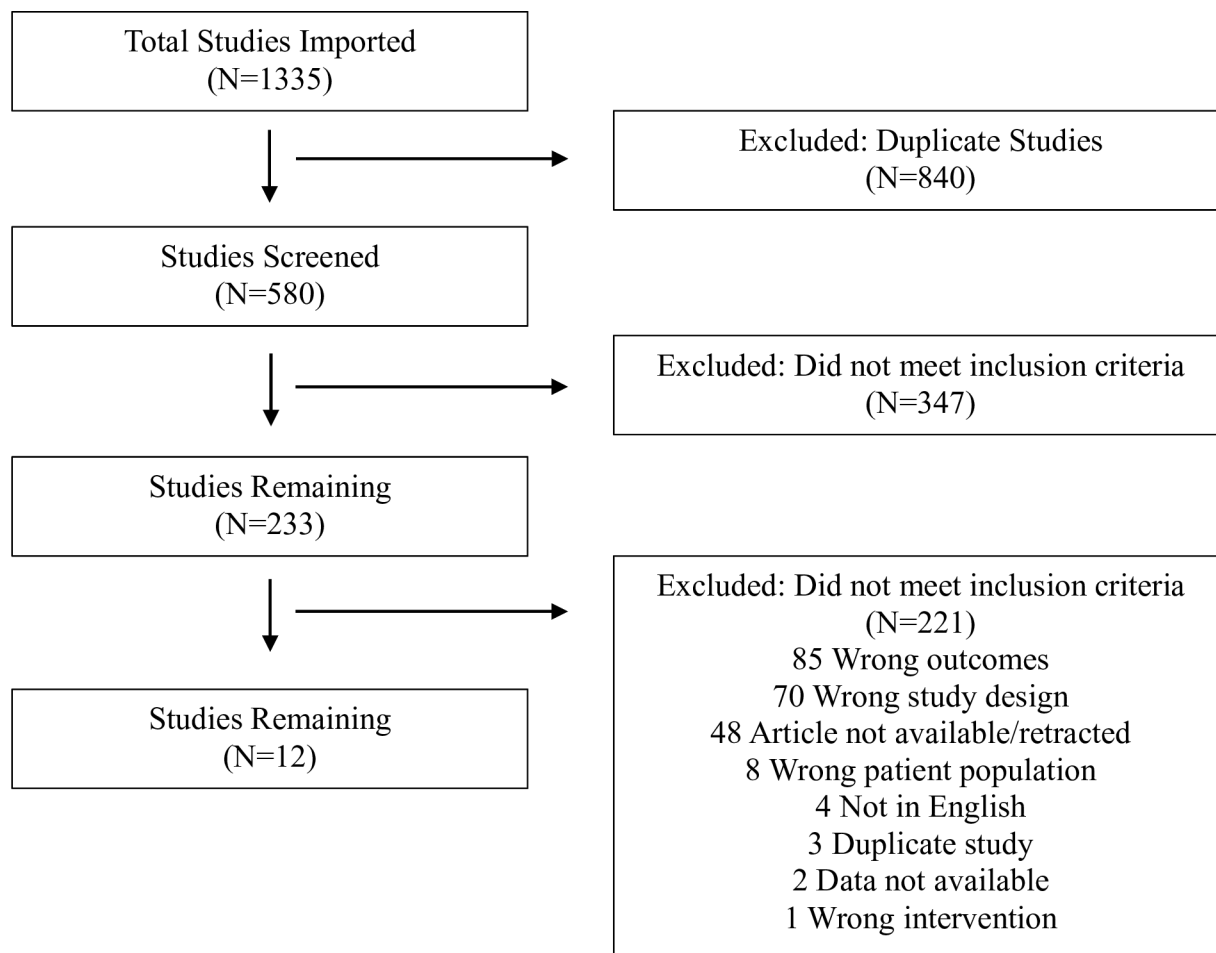 Total Studies Imported
(N=1335)
Excluded: Duplicate Studies
(N=840)
Studies Screened
(N=580)
Excluded: Did not meet inclusion criteria
(N=347)
Studies Remaining
(N=233)
Excluded: Did not meet inclusion criteria
(N=221)
85 Wrong outcomes
70 Wrong study design
48 Article not available/retracted
8 Wrong patient population
4 Not in English
3 Duplicate study
2 Data not available
1 Wrong intervention
Studies Remaining
(N=12)